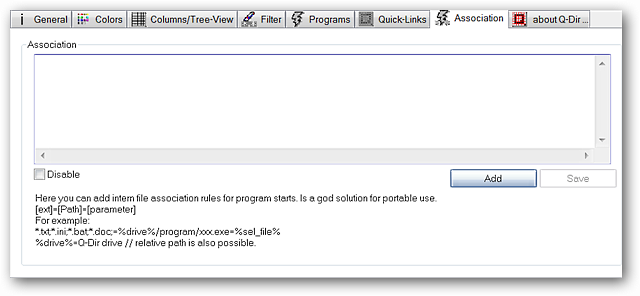 General Colors Columns/Tree-View Filter Programs Quick-Links Association about Q-Dir ...
Association
Disable
Add Save
Here you can add intern file association rules for program starts. Is a god solution for portable use.
[ext]=[Path]=[parameter]
For example:
*.txt;*.ini;*.bat;*.doc;=%drive%/program/xxx.exe=%sel_file%
%drive%=Q-Dir drive // relative path is also possible.